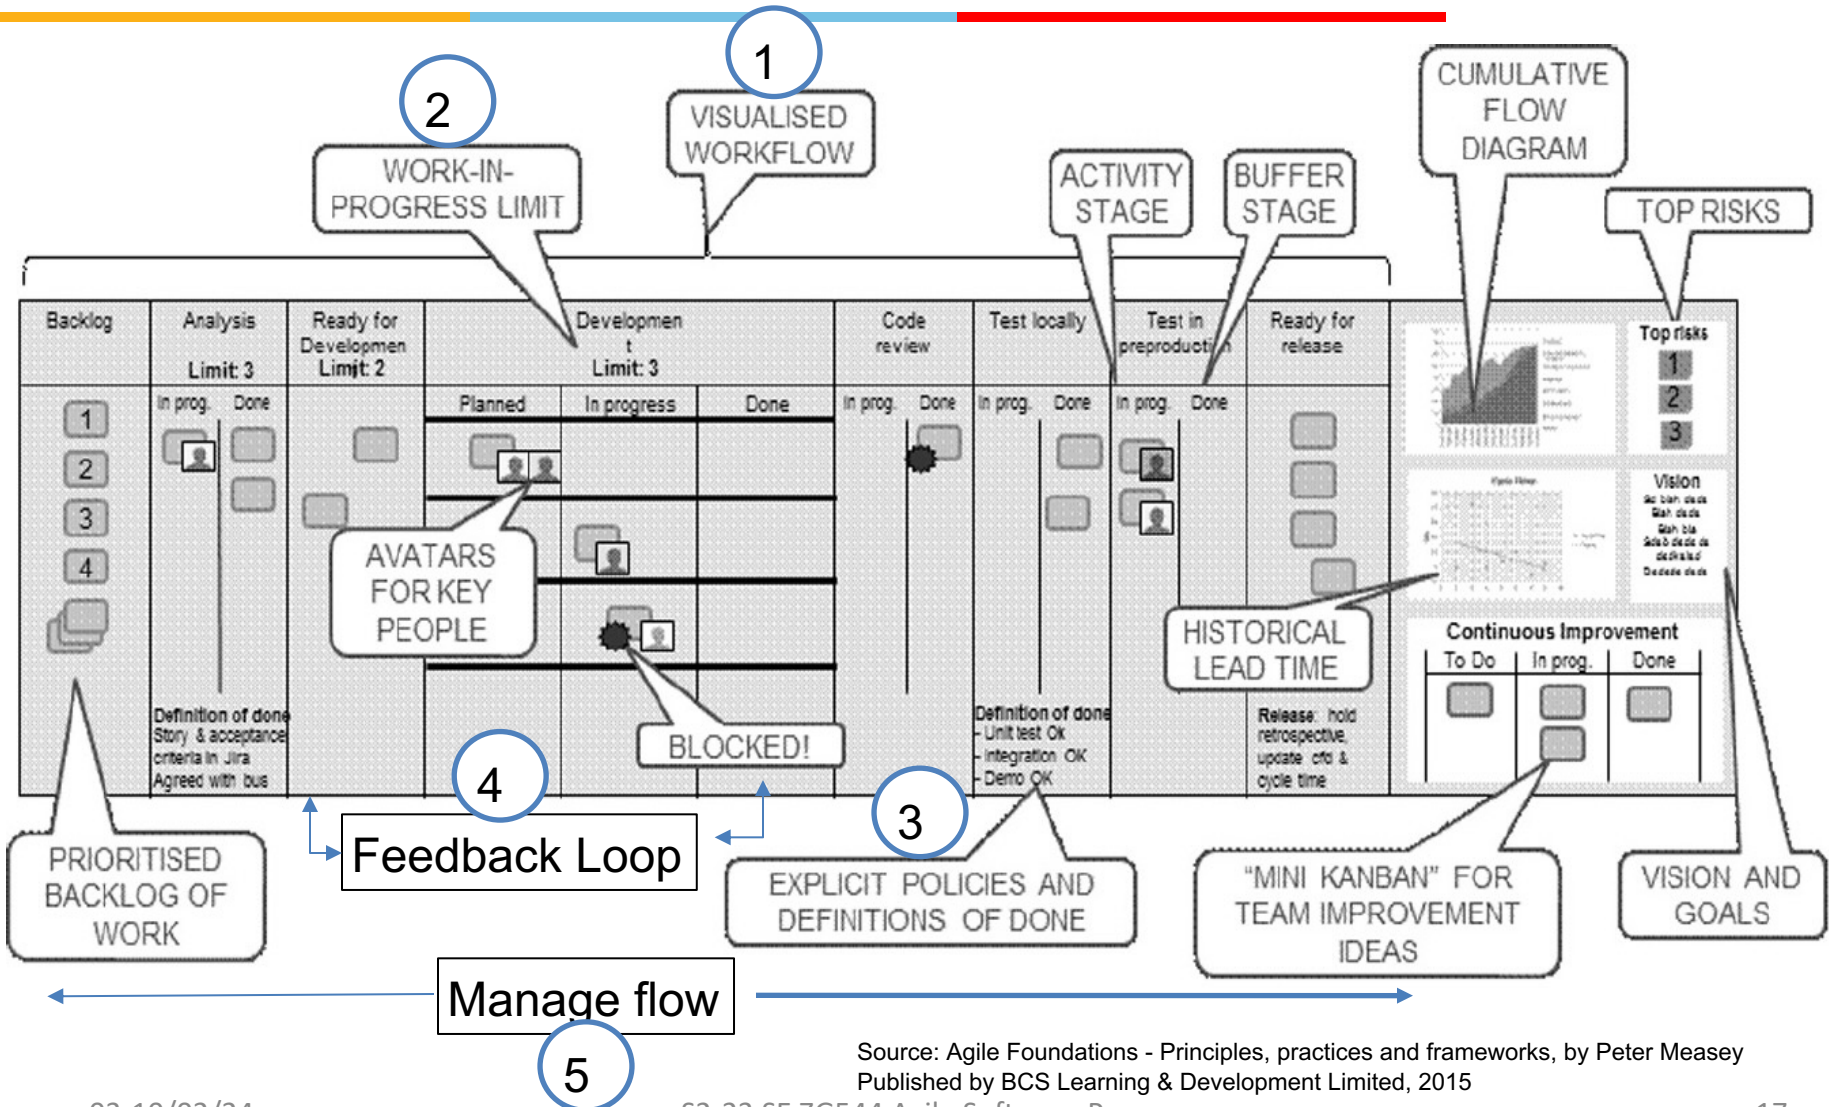 1
2
VISUALISED
WORKFLOW
WORK-IN-
PROGRESS LIMIT
ACTIVITY
STAGE
BUFFER
STAGE
CUMULATIVE
FLOW
DIAGRAM
TOP RISKS
Backlog
Analysis
Limit: 3
Ready for
Developmen
Limit: 2
Developmen
t
Limit: 3
Code
review
Test locally
Test in
preproduction
Ready for
release
In prog. Done
Planned
In progress
Done
In prog. Done
In prog. Done
In prog. Done
1
2
3
4
AVATARS
FOR KEY
PEOPLE
BLOCKED!
HISTORICAL
LEAD TIME
Top risks
1
2
3
Vision
Continuous Improvement
To Do
In prog.
Done
Definition of done
Story & acceptance
criteria in Jira
Agreed with bus
Definition of done
- Unit test Ok
- Integration OK
- Demo OK
Release: hold
retrospective,
update cfd &
cycle time
4
Feedback Loop
3
PRIORITISED
BACKLOG OF
WORK
EXPLICIT POLICIES AND
DEFINITIONS OF DONE
"MINI KANBAN" FOR
TEAM IMPROVEMENT
IDEAS
VISION AND
GOALS
Manage flow
5
Source: Agile Foundations - Principles, practices and frameworks, by Peter Measey
Published by BCS Learning & Development Limited, 2015